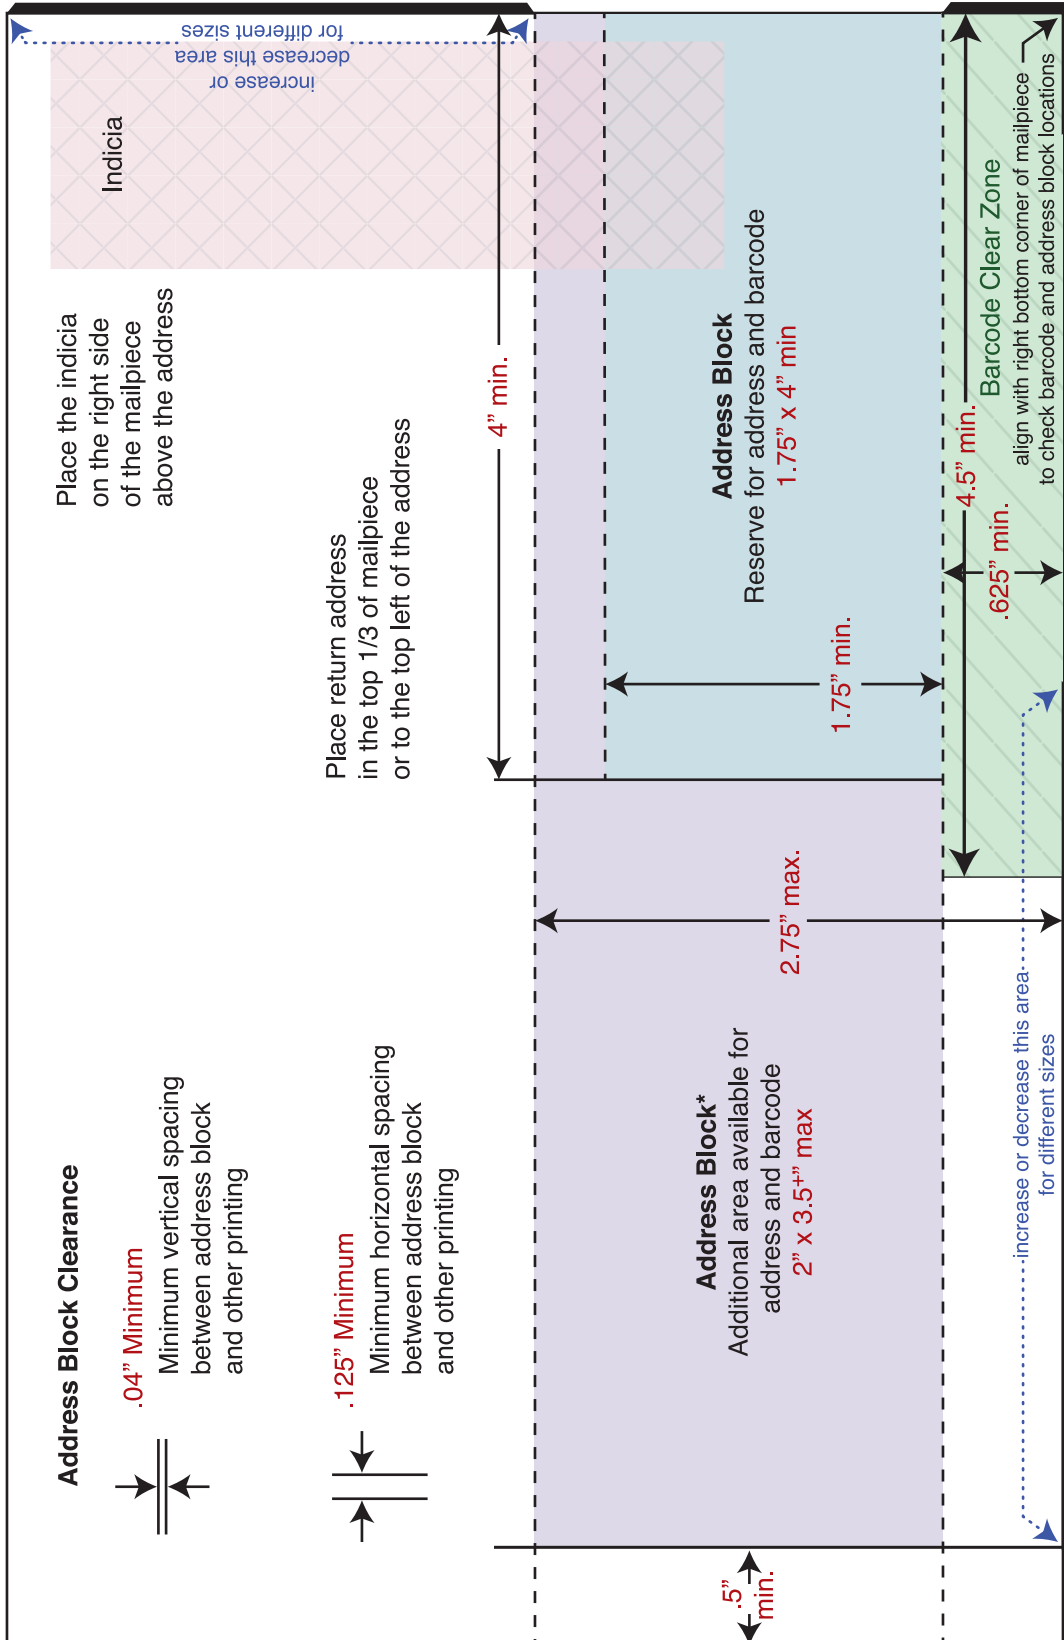 Address Block Clearance
.04” Minimum
Minimum vertical spacing
between address block
and other printing
.125” Minimum
Minimum horizontal spacing
between address block
and other printing
Place the indicia
on the right side
of the mailpiece
above the address
Indicia
increase or
decrease this area
for different sizes
Place return address
in the top 1/3 of mailpiece
or to the top left of the address
4” min.
.5”
min.
Address Block*
Additional area available for
address and barcode
2” x 3.5⁺” max
2.75” max.
1.75” min.
Address Block
Reserve for address and barcode
1.75” x 4” min
4.5” min.
.625” min.
Barcode Clear Zone
align with right bottom corner of mailpiece
to check barcode and address block locations
increase or decrease this area
for different sizes